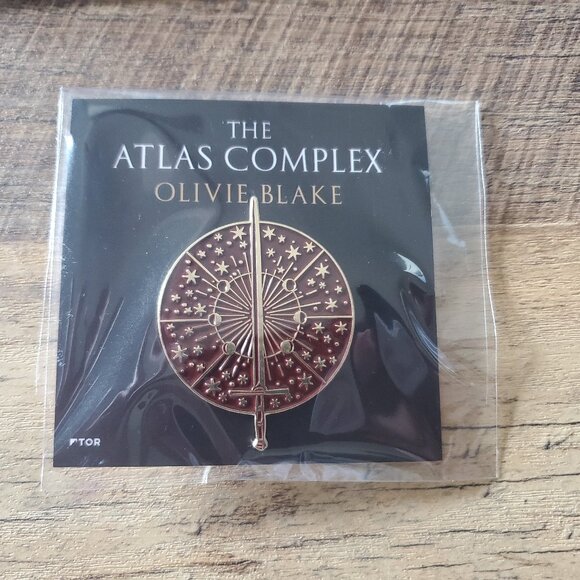 THE
ATLAS COMPLEX
OLIVIE BLAKE
TOR